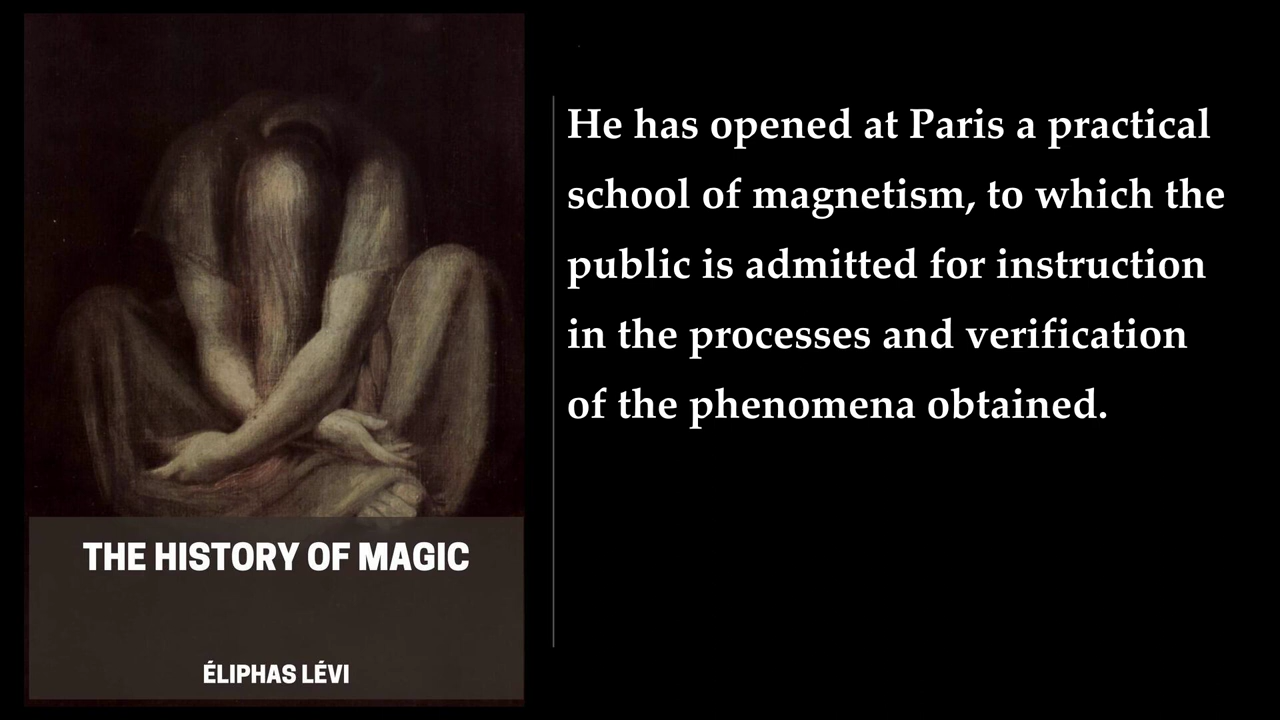 He has opened at Paris a practical
school of magnetism, to which the
public is admitted for instruction
in the processes and verification
of the phenomena obtained.
THE HISTORY OF MAGIC
ÉLIPHAS LÉVI